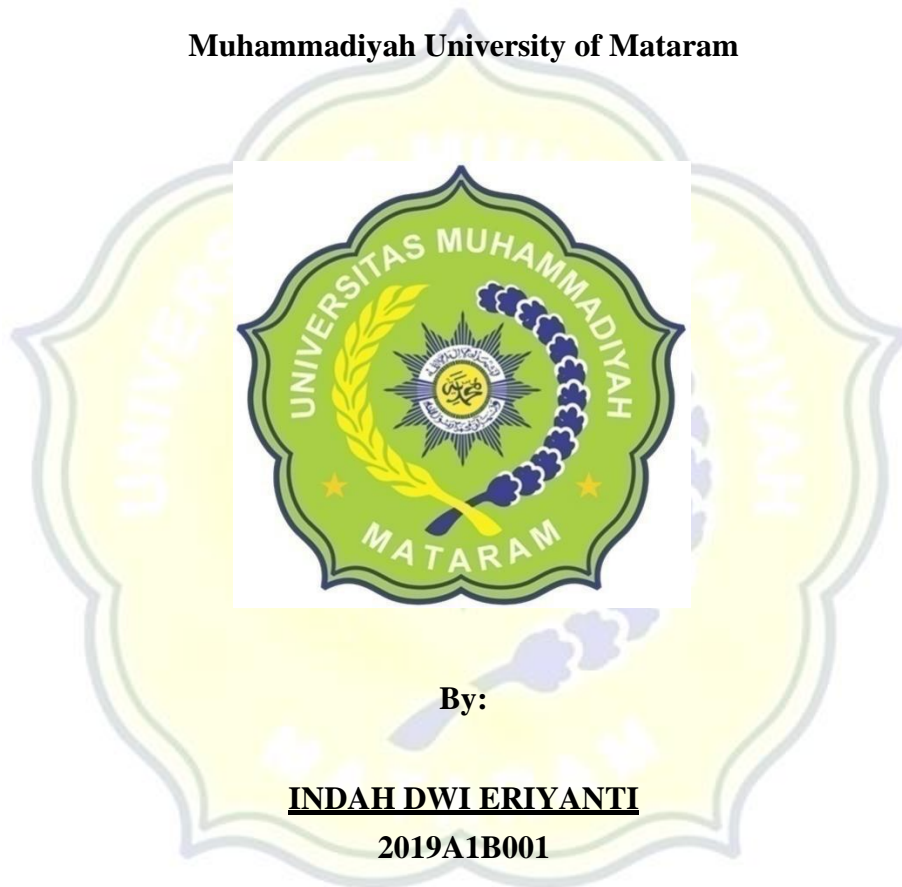 Muhammadiyah University of Mataram
UNIVERSITAS MUHAMMADIYAH
MATARAM
By:
INDAH DWI ERIYANTI
2019A1B001